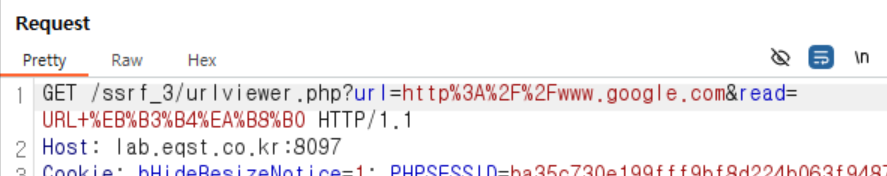 Request
Pretty Raw Hex
\n
1 GET /ssrf_3/urlviewer.php?url=http%3A%2F%2Fwww.google.com&read=
URL+%EB%B3%B4%EA%B8%B0 HTTP/1.1
2 Host: lab.eqst.co.kr:8097
3 Cookie: bHideResizeNotice=1; PHPSESSID=ba35c730e199fff9bf8d224b063f9487